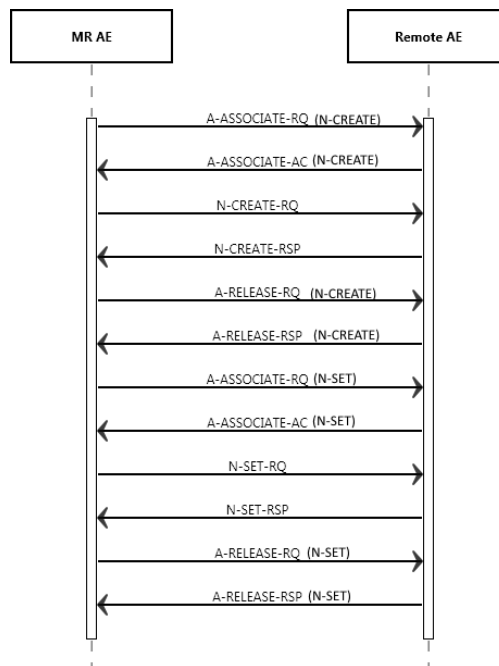 MR AE
Remote AE
A-ASSOCIATE-RQ (N-CREATE)
A-ASSOCIATE-AC (N-CREATE)
N-CREATE-RQ
N-CREATE-RSP
A-RELEASE-RQ (N-CREATE)
A-RELEASE-RSP (N-CREATE)
A-ASSOCIATE-RQ (N-SET)
A-ASSOCIATE-AC (N-SET)
N-SET-RQ
N-SET-RSP
A-RELEASE-RQ (N-SET)
A-RELEASE-RSP (N-SET)